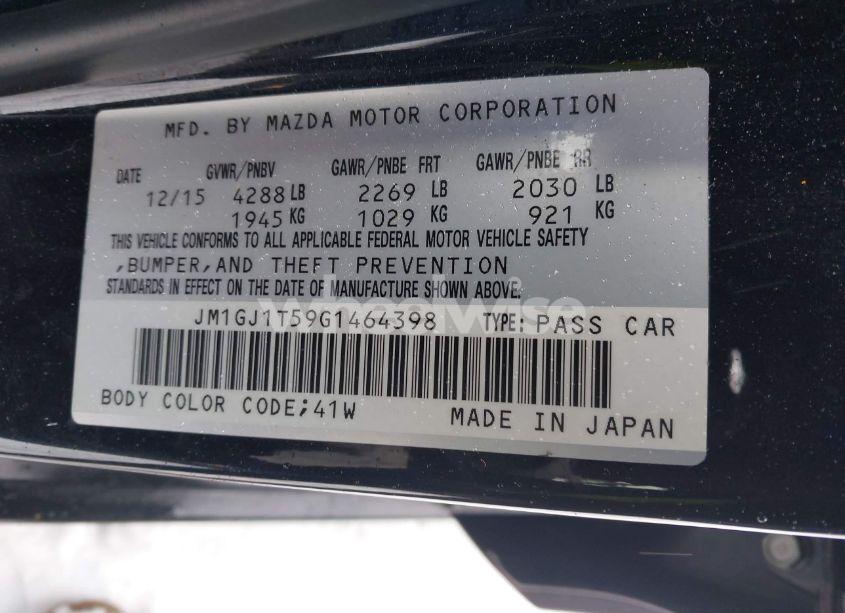 MFD. BY MAZDA MOTOR CORPORATION
DATE GVWR/PNBV GAWR/PNBE FRT GAWR/PNBE RR
12/15 4288 LB 2269 LB 2030 LB
1945 KG 1029 KG 921 KG
THIS VEHICLE CONFORMS TO ALL APPLICABLE FEDERAL MOTOR VEHICLE SAFETY
,BUMPER,AND THEFT PREVENTION
STANDARDS IN EFFECT ON THE DATE OF MANUFACTURE SHOWN ABOVE.
Wheelwise
JM1GJ1T59G1464398 TYPE: PASS CAR
BODY COLOR CODE;41W MADE IN JAPAN